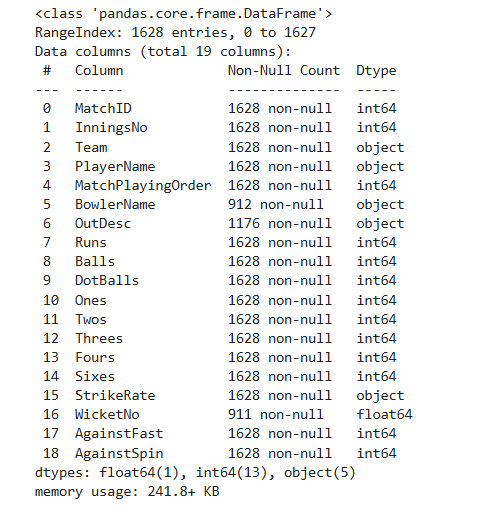 <class 'pandas.core.frame.DataFrame'>
RangeIndex: 1628 entries, 0 to 1627
Data columns (total 19 columns):
 #   Column             Non-Null Count  Dtype
---  ------             --------------  -----
 0   MatchID            1628 non-null   int64
 1   InningsNo          1628 non-null   int64
 2   Team               1628 non-null   object
 3   PlayerName         1628 non-null   object
 4   MatchPlayingOrder  1628 non-null   int64
 5   BowlerName         912 non-null    object
 6   OutDesc            1176 non-null   object
 7   Runs               1628 non-null   int64
 8   Balls              1628 non-null   int64
 9   DotBalls           1628 non-null   int64
 10  Ones               1628 non-null   int64
 11  Twos               1628 non-null   int64
 12  Threes             1628 non-null   int64
 13  Fours              1628 non-null   int64
 14  Sixes              1628 non-null   int64
 15  StrikeRate         1628 non-null   object
 16  WicketNo           911 non-null    float64
 17  AgainstFast        1628 non-null   int64
 18  AgainstSpin        1628 non-null   int64
dtypes: float64(1), int64(13), object(5)
memory usage: 241.8+ KB